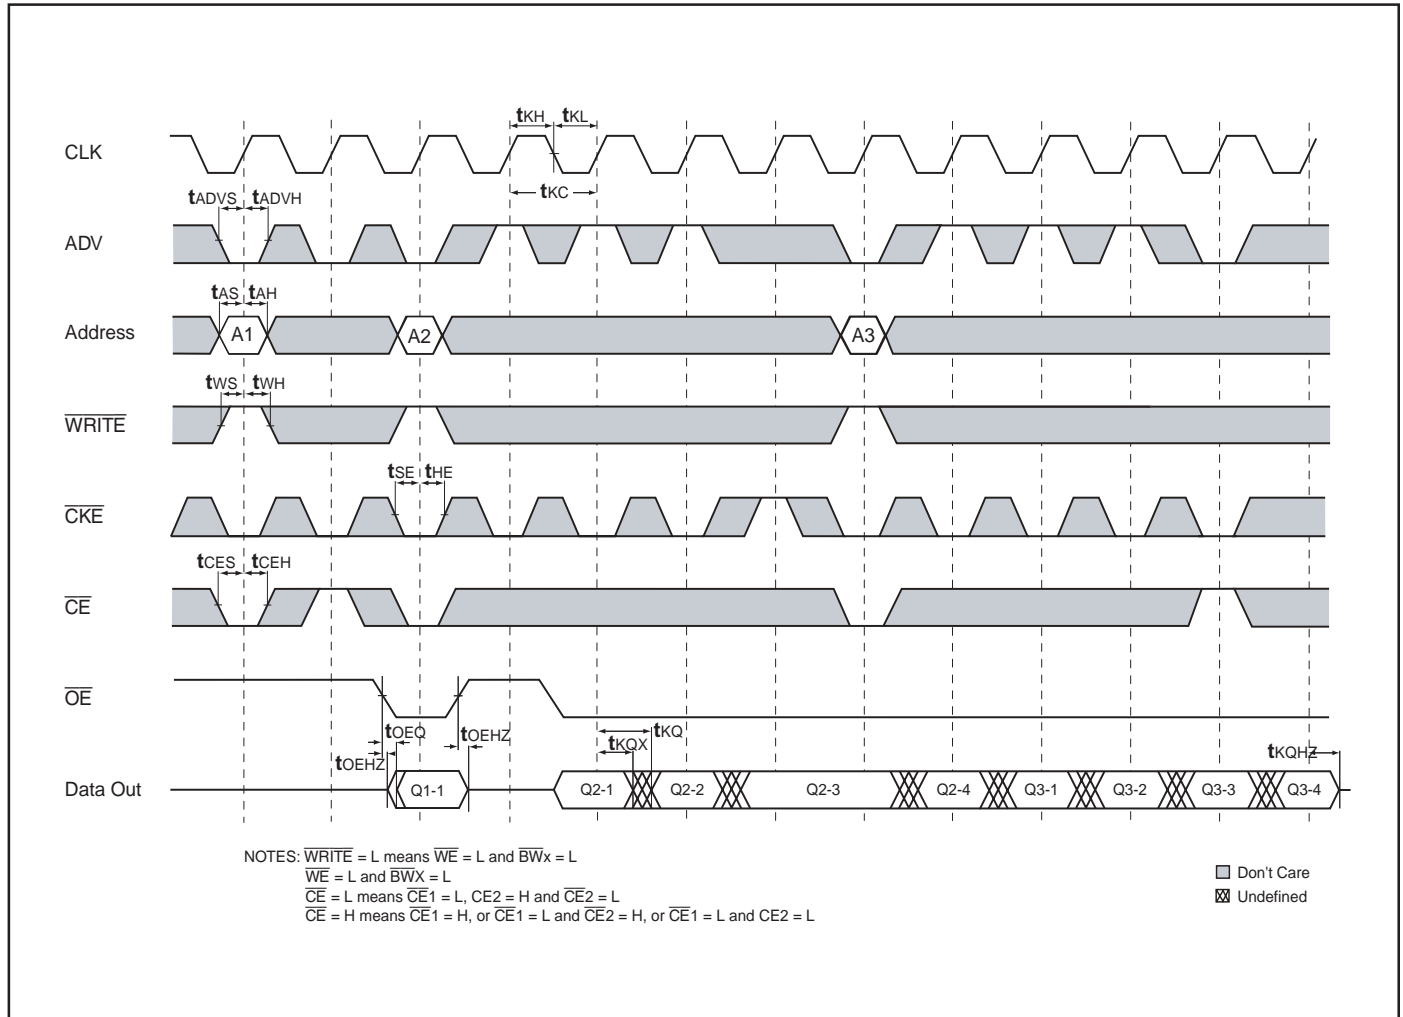 tKH tKL
CLK
tKC
tADVS tADVH
ADV
tAS tAH
Address
A1 A2 A3
tWS tWH
WRITE
tSE tHE
CKE
tCES tCEH
CE
OE
tOEQ tOEHZ tKQ
tKQX tKQHZ
tOEHZ
Data Out
Q1-1 Q2-1 Q2-2 Q2-3 Q2-4 Q3-1 Q3-2 Q3-3 Q3-4
NOTES: WRITE = L means WE = L and BWx = L
WE = L and BWX = L
CE = L means CE1 = L, CE2 = H and CE2 = L
CE = H means CE1 = H, or CE1 = L and CE2 = H, or CE1 = L and CE2 = L
Don't Care
Undefined